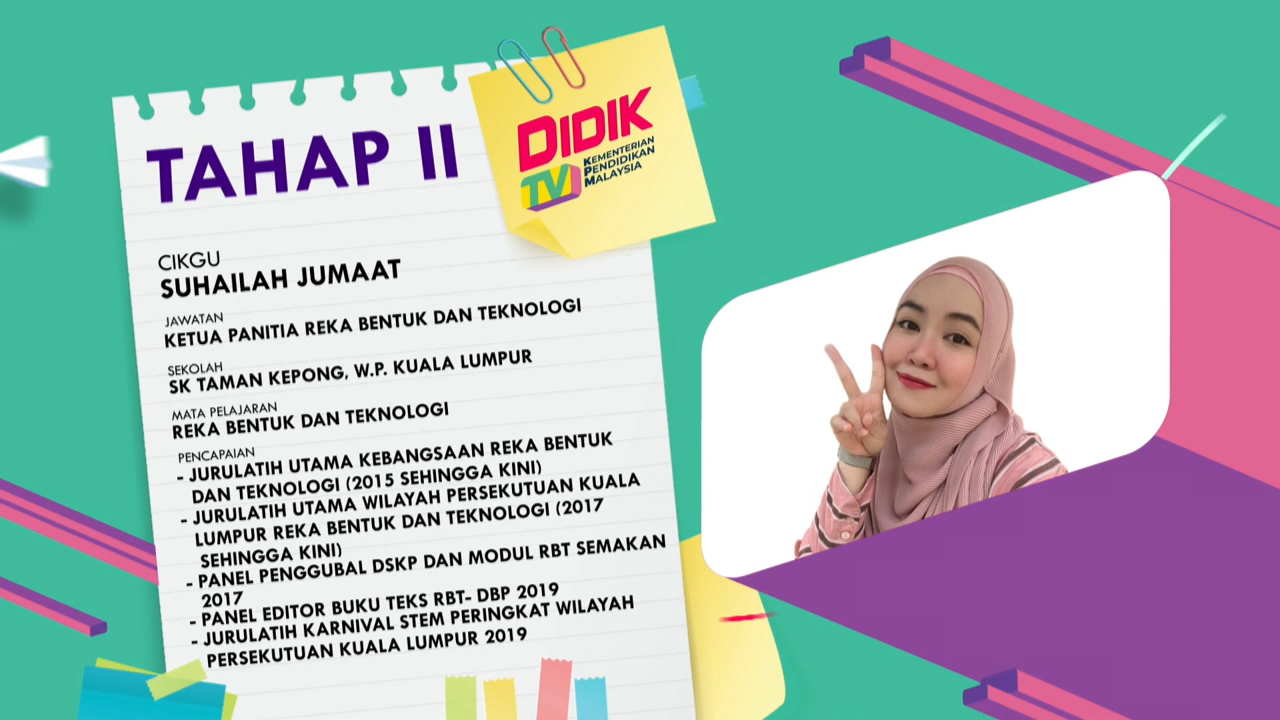 TAHAP II
DIDIK
TV
KEMENTERIAN
PENDIDIKAN
MALAYSIA
CIKGU
SUHAILAH JUMAAT
JAWATAN
KETUA PANITIA REKA BENTUK DAN TEKNOLOGI
SEKOLAH
SK TAMAN KEPONG, W.P. KUALA LUMPUR
MATA PELAJARAN
REKA BENTUK DAN TEKNOLOGI
PENCAPAIAN
- JURULATIH UTAMA KEBANGSAAN REKA BENTUK
DAN TEKNOLOGI (2015 SEHINGGA KINI)
- JURULATIH UTAMA WILAYAH PERSEKUTUAN KUALA
LUMPUR REKA BENTUK DAN TEKNOLOGI (2017
SEHINGGA KINI)
- PANEL PENGGUBAL DSKP DAN MODUL RBT SEMAKAN
2017
- PANEL EDITOR BUKU TEKS RBT- DBP 2019
- JURULATIH KARNIVAL STEM PERINGKAT WILAYAH
PERSEKUTUAN KUALA LUMPUR 2019